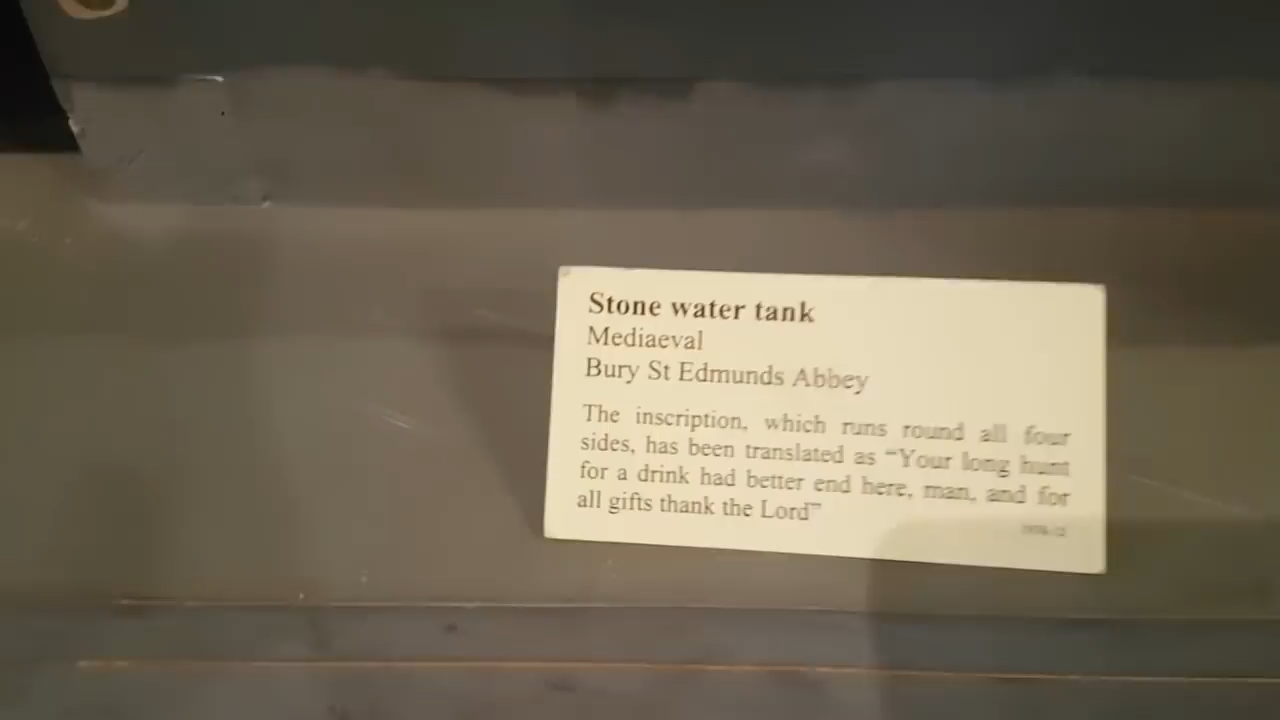 Stone water tank
Mediaeval
Bury St Edmunds Abbey
The inscription, which runs round all four
sides, has been translated as “Your long hunt
for a drink had better end here, man, and for
all gifts thank the Lord”